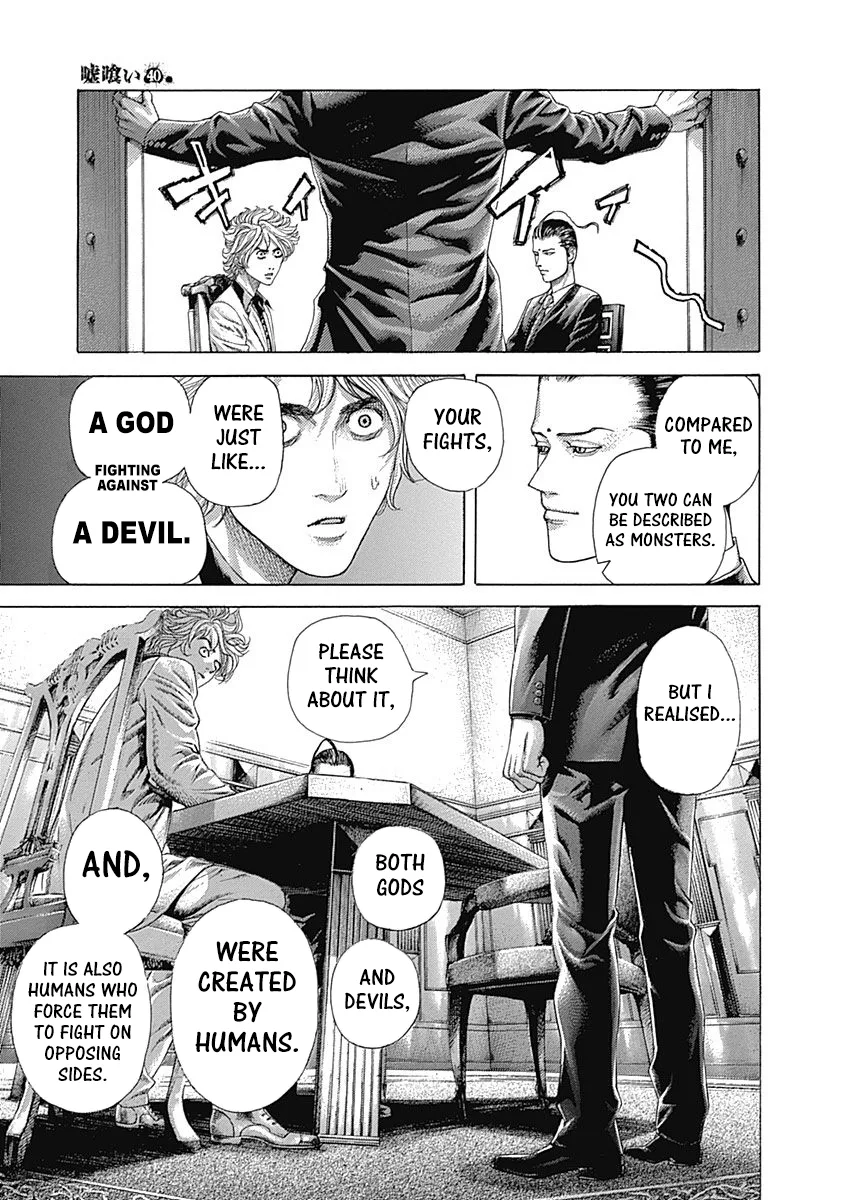 嘘喰い40.
ギィイィ
COMPARED
TO ME,
YOU TWO CAN
BE DESCRIBED
AS MONSTERS.
YOUR
FIGHTS,
WERE
JUST
LIKE...
A GOD
FIGHTING
AGAINST
A DEVIL.
BUT I
REALISED...
PLEASE
THINK
ABOUT IT,
BOTH
GODS
AND
DEVILS,
WERE
CREATED
BY
HUMANS.
AND,
IT IS ALSO
HUMANS WHO
FORCE THEM
TO FIGHT ON
OPPOSING
SIDES.